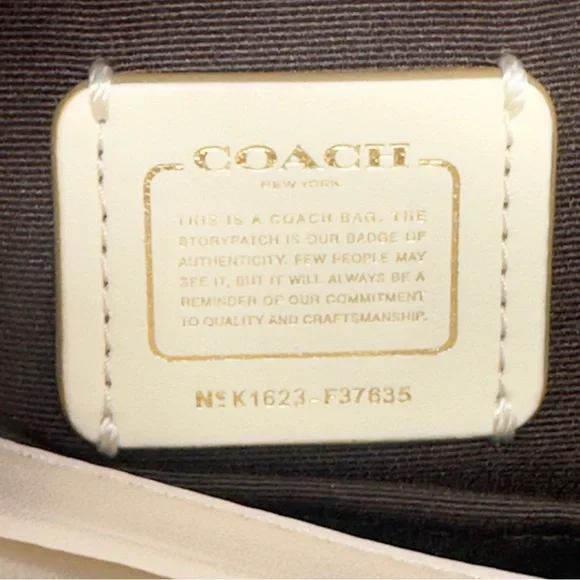 COACH
NEW YORK
THIS IS A COACH BAG. THE
STORYPATCH IS OUR BADGE OF
AUTHENTICITY. FEW PEOPLE MAY
SEE IT, BUT IT WILL ALWAYS BE A
REMINDER OF OUR COMMITMENT
TO QUALITY AND CRAFTSMANSHIP.
Nº K1623-F37635